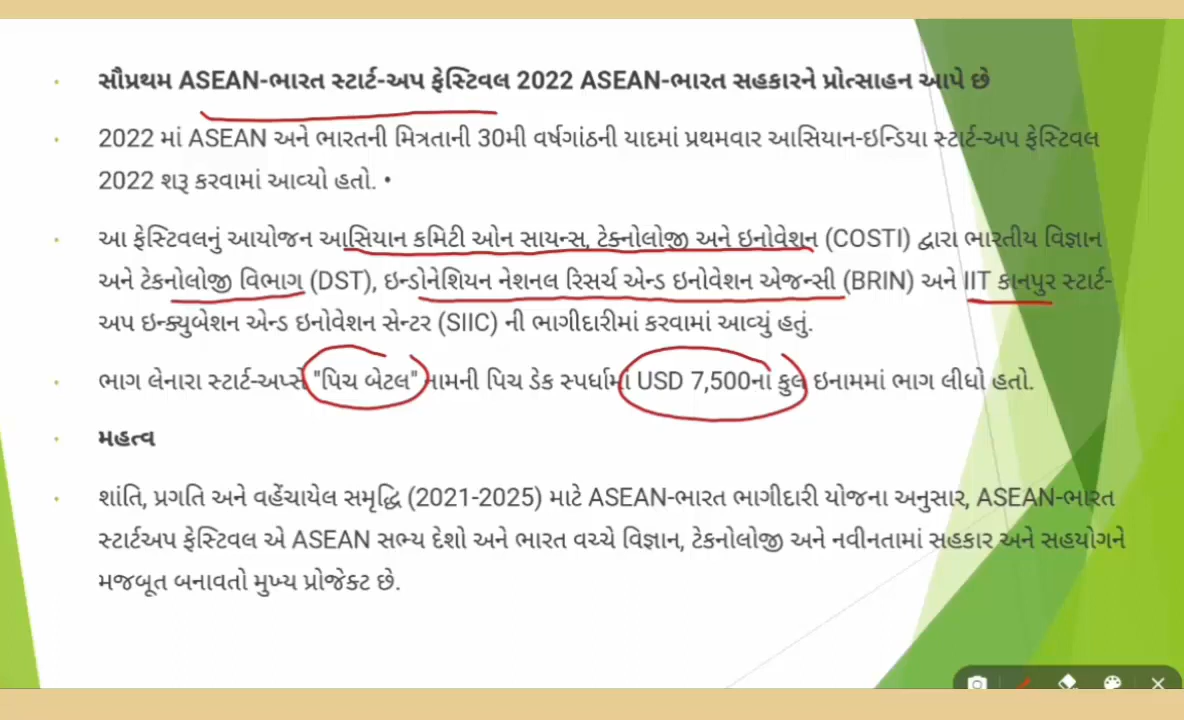 સૌપ્રથમ ASEAN-ભારત સ્ટાર્ટ-અપ ફેસ્ટિવલ 2022 ASEAN-ભારત સહકારને પ્રોત્સાહન આપે છે
2022 માં ASEAN અને ભારતની મિત્રતાની 30મી વર્ષગાંઠની યાદમાં પ્રથમવાર આસિયાન-ઇન્ડિયા સ્ટાર્ટ-અપ ફેસ્ટિવલ
2022 શરૂ કરવામાં આવ્યો હતો. •
આ ફેસ્ટિવલનું આયોજન આસિયાન કમિટી ઓન સાયન્સ, ટેક્નોલોજી અને ઇનોવેશન (COSTI) દ્વારા ભારતીય વિજ્ઞાન
અને ટેકનોલોજી વિભાગ (DST), ઇન્ડોનેશિયન નેશનલ રિસર્ચ એન્ડ ઇનોવેશન એજન્સી (BRIN) અને IIT કાનપુર સ્ટાર્ટ-
અપ ઇન્ક્યુબેશન એન્ડ ઇનોવેશન સેન્ટર (SIIC) ની ભાગીદારીમાં કરવામાં આવ્યું હતું.
ભાગ લેનારા સ્ટાર્ટ-અપ્સે "પિચ બેટલ" નામની પિચ ડેક સ્પર્ધામાં USD 7,500ના કુલ ઇનામમાં ભાગ લીધો હતો.
મહત્વ
શાંતિ, પ્રગતિ અને વહેંચાયેલ સમૃદ્ધિ (2021-2025) માટે ASEAN-ભારત ભાગીદારી યોજના અનુસાર, ASEAN-ભારત
સ્ટાર્ટઅપ ફેસ્ટિવલ એ ASEAN સભ્ય દેશો અને ભારત વચ્ચે વિજ્ઞાન, ટેકનોલોજી અને નવીનતામાં સહકાર અને સહયોગને
મજબૂત બનાવતો મુખ્ય પ્રોજેક્ટ છે.